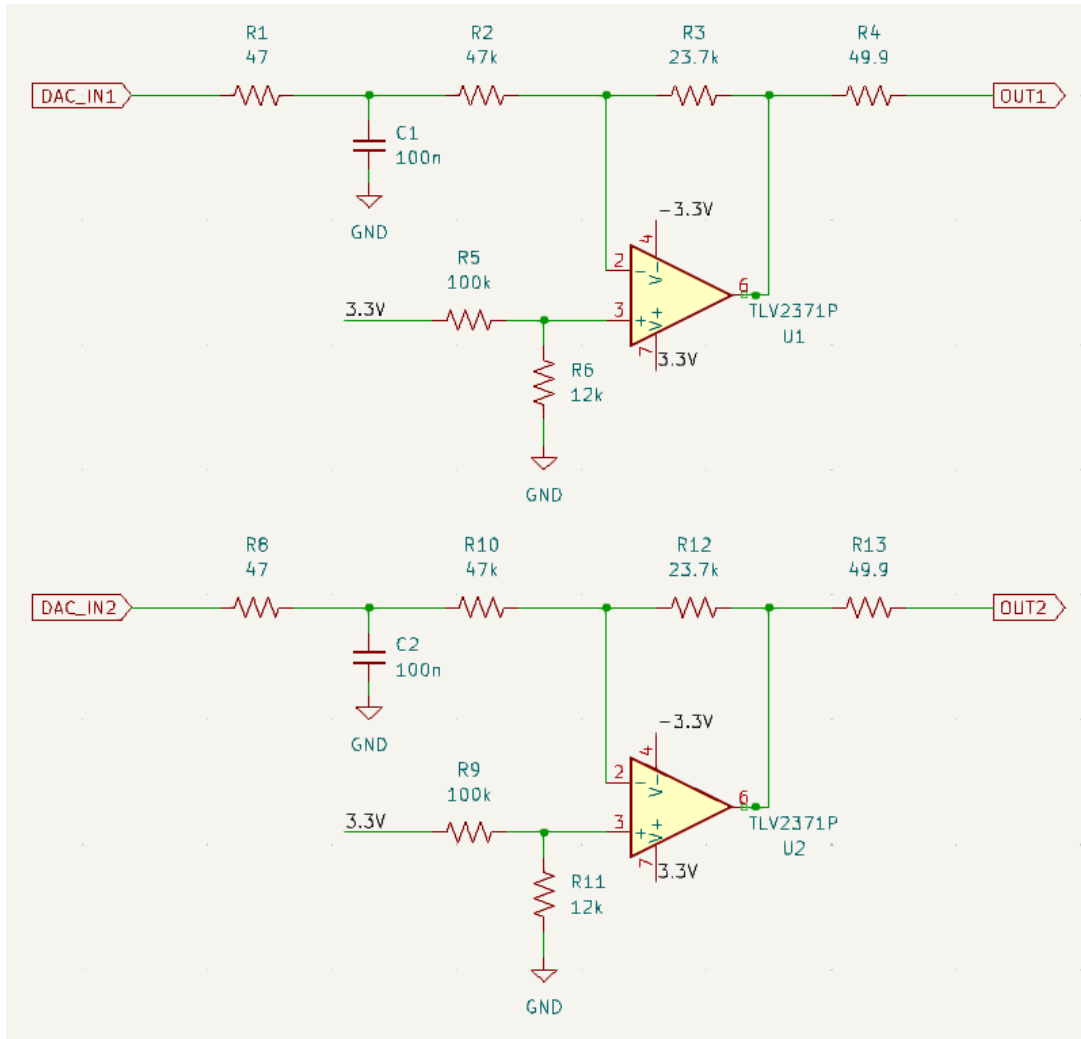 R1
47
R2
47k
R3
23.7k
R4
49.9
DAC_IN1
OUT1
C1
100n
GND
-3.3V
4
V-
R5
100k
2
-
3.3V
3
+
V+
6
TLV2371P
U1
7
3.3V
R6
12k
GND
R8
47
R10
47k
R12
23.7k
R13
49.9
DAC_IN2
OUT2
C2
100n
GND
-3.3V
4
V-
R9
100k
2
-
3.3V
3
+
V+
6
TLV2371P
U2
7
3.3V
R11
12k
GND